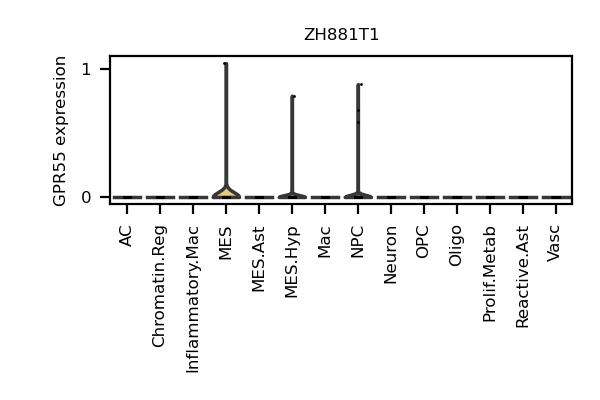 ZH881T1
GPR55 expression
1
0
AC
Chromatin.Reg
Inflammatory.Mac
MES
MES.Ast
MES.Hyp
Mac
NPC
Neuron
OPC
Oligo
Prolif.Metab
Reactive.Ast
Vasc